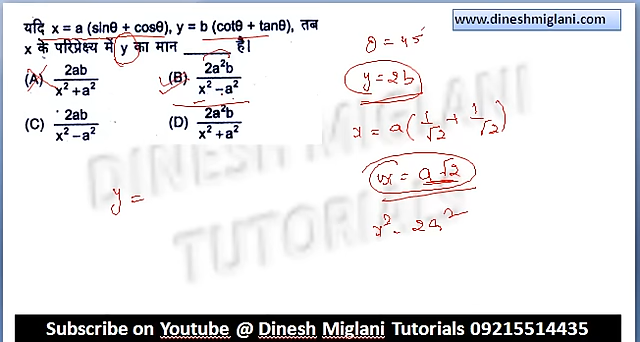 www.dineshmiglani.com
यदि x = a (sinθ + cosθ), y = b (cotθ + tanθ), तब
x के परिप्रेक्ष्य में y का मान ________ है।
(A) 2ab / x² + a² (B) 2a²b / x² – a²
(C) 2ab / x² – a² (D) 2a²b / x² + a²
θ = 45
y = 2b
x = a(1/√2 + 1/√2)
x = a√2
x² = 2a²
y =
DINESH MIGLANI
TUTORIALS
Subscribe on Youtube @ Dinesh Miglani Tutorials 09215514435